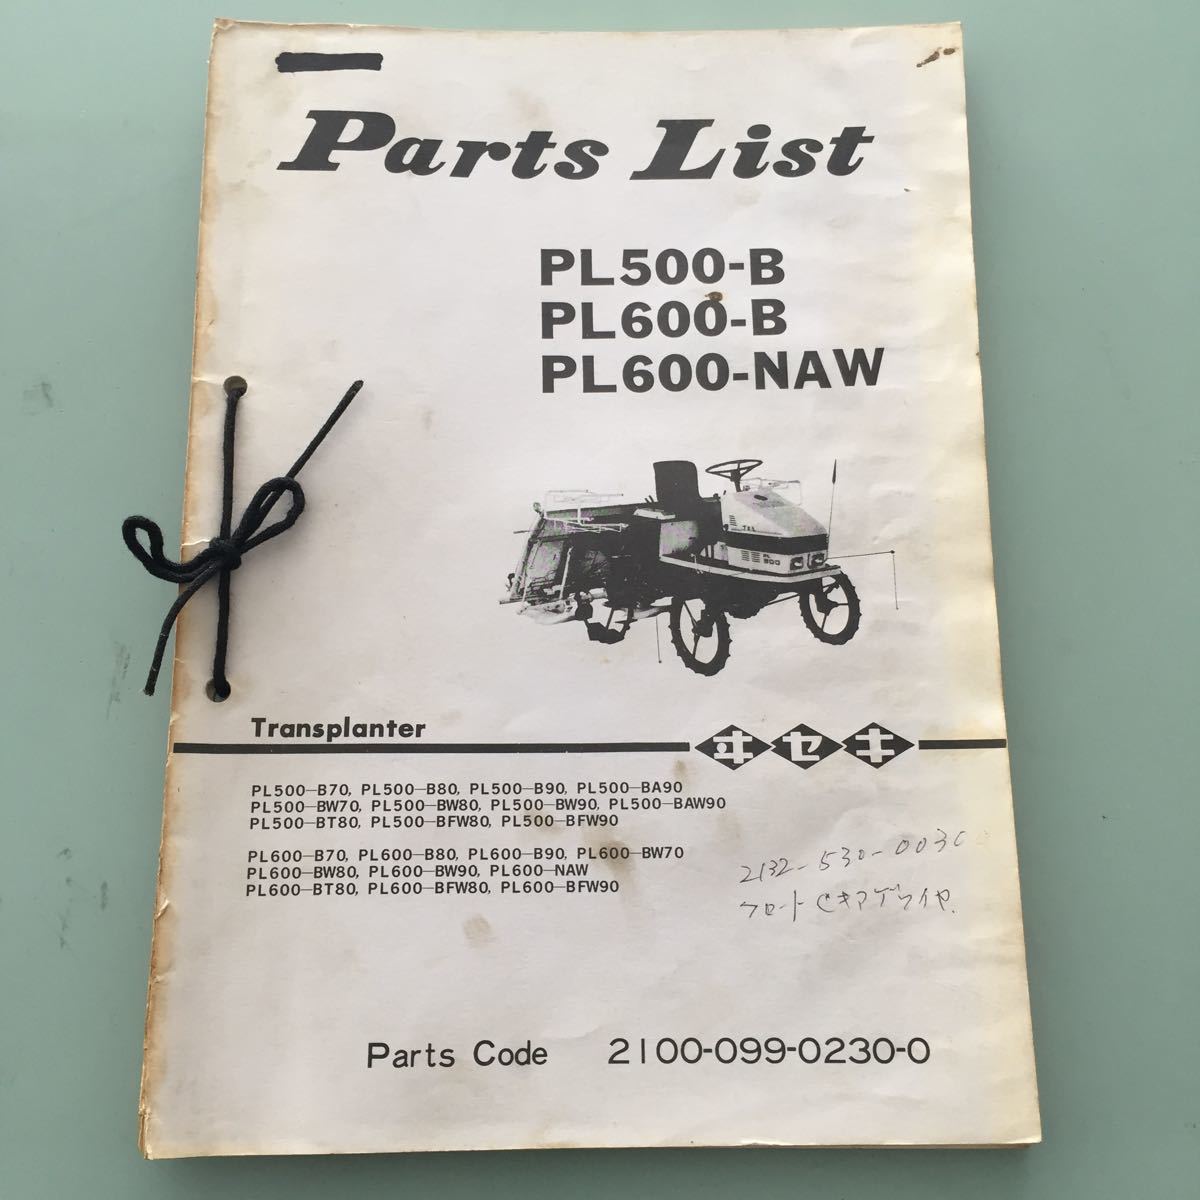 Parts List
PL500-B
PL600-B
PL600-NAW
Transplanter
ヰセキ
PL500-B70, PL500-B80, PL500-B90, PL500-BA90
PL500-BW70, PL500-BW80, PL500-BW90, PL500-BAW90
PL500-BT80, PL500-BFW80, PL500-BFW90
PL600-B70, PL600-B80, PL600-B90, PL600-BW70
PL600-BW80, PL600-BW90, PL600-NAW
PL600-BT80, PL600-BFW80, PL600-BFW90
2132-530-003
フロート
Parts Code 2100-099-0230-0